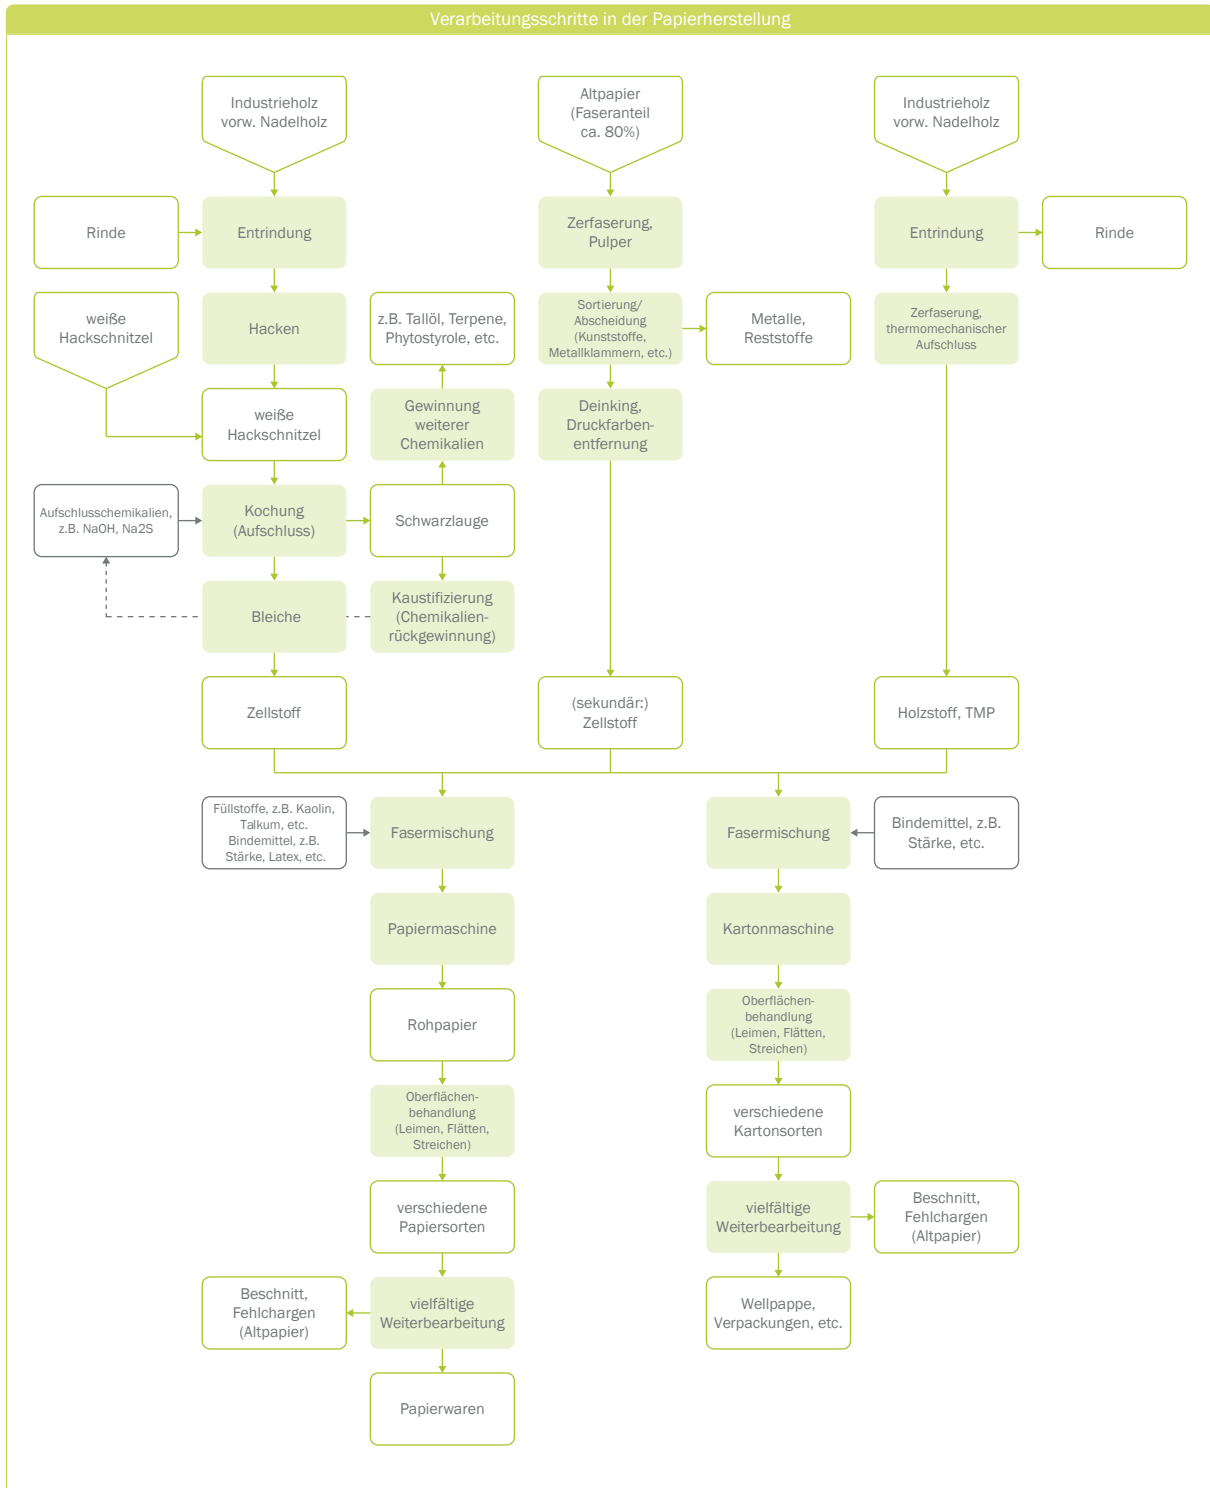 Verarbeitungsschritte in der Papierherstellung
Industrieholz
vorw. Nadelholz
Altpapier
(Faseranteil
ca. 80%)
Industrieholz
vorw. Nadelholz
Rinde
Entrindung
Zerfaserung,
Pulper
Entrindung
Rinde
weiße
Hackschnitzel
Hacken
z.B. Tallöl, Terpene,
Phytostyrole, etc.
Sortierung/
Abscheidung
(Kunststoffe,
Metallklammern, etc.)
Metalle,
Reststoffe
Zerfaserung,
thermomechanischer
Aufschluss
weiße
Hackschnitzel
Gewinnung
weiterer
Chemikalien
Deinking,
Druckfarben-
entfernung
Aufschlusschemikalien,
z.B. NaOH, Na2S
Kochung
(Aufschluss)
Schwarzlauge
Bleiche
Kaustifizierung
(Chemikalien-
rückgewinnung)
Zellstoff
(sekundär:)
Zellstoff
Holzstoff, TMP
Füllstoffe, z.B. Kaolin,
Talkum, etc.
Bindemittel, z.B.
Stärke, Latex, etc.
Fasermischung
Fasermischung
Bindemittel, z.B.
Stärke, etc.
Papiermaschine
Kartonmaschine
Rohpapier
Oberflächen-
behandlung
(Leimen, Flätten,
Streichen)
Oberflächen-
behandlung
(Leimen, Flätten,
Streichen)
verschiedene
Kartonsorten
verschiedene
Papiersorten
vielfältige
Weiterbearbeitung
Beschnitt,
Fehlchargen
(Altpapier)
Beschnitt,
Fehlchargen
(Altpapier)
vielfältige
Weiterbearbeitung
Wellpappe,
Verpackungen, etc.
Papierwaren